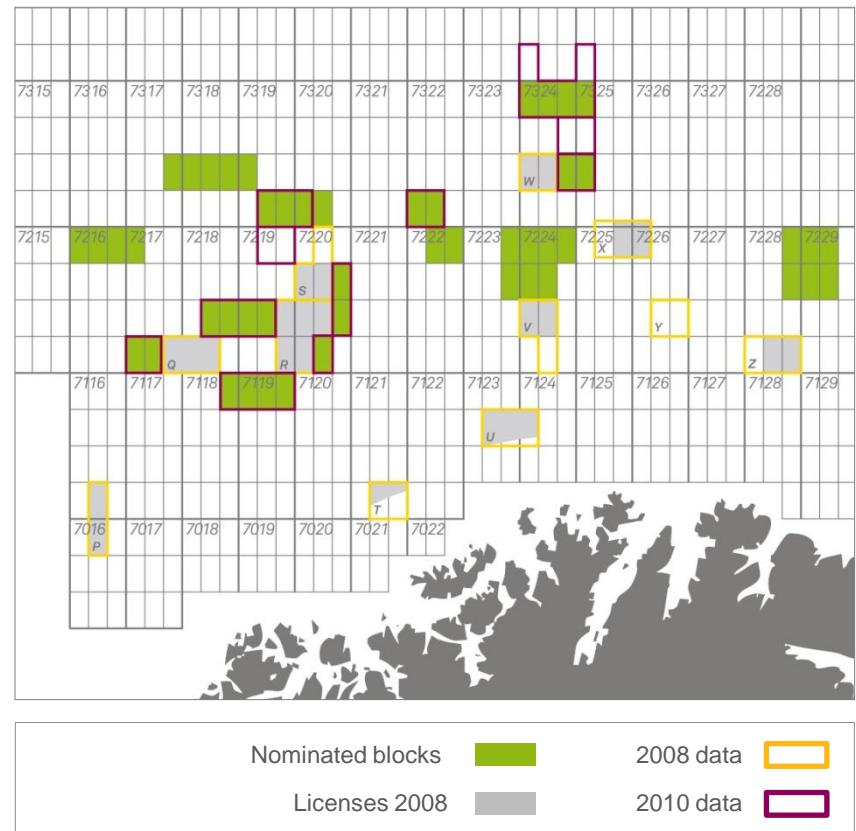 7315 7316 7317 7318 7319 7320 7321 7322 7323 7324 7325 7326 7327 7228
W
7215 7216 7217 7218 7219 7220 7221 7222 7223 7224 7225 7226 7227 7228 7229
X
S
V Y
Q R Z
7116 7117 7118 7119 7120 7121 7122 7123 7124 7125 7126 7127 7128 7129
U
T
7016 7017 7018 7019 7020 7021 7022
P
Nominated blocks 2008 data
Licenses 2008 2010 data